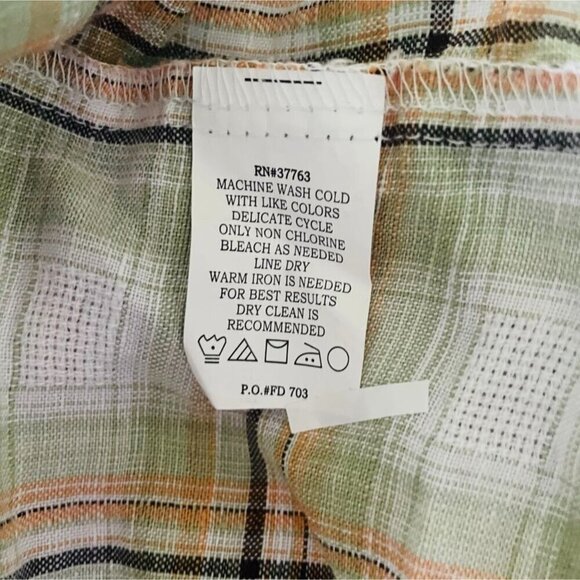 RN#37763
MACHINE WASH COLD
WITH LIKE COLORS
DELICATE CYCLE
ONLY NON CHLORINE
BLEACH AS NEEDED
LINE DRY
WARM IRON IS NEEDED
FOR BEST RESULTS
DRY CLEAN IS
RECOMMENDED
P.O.#FD 703